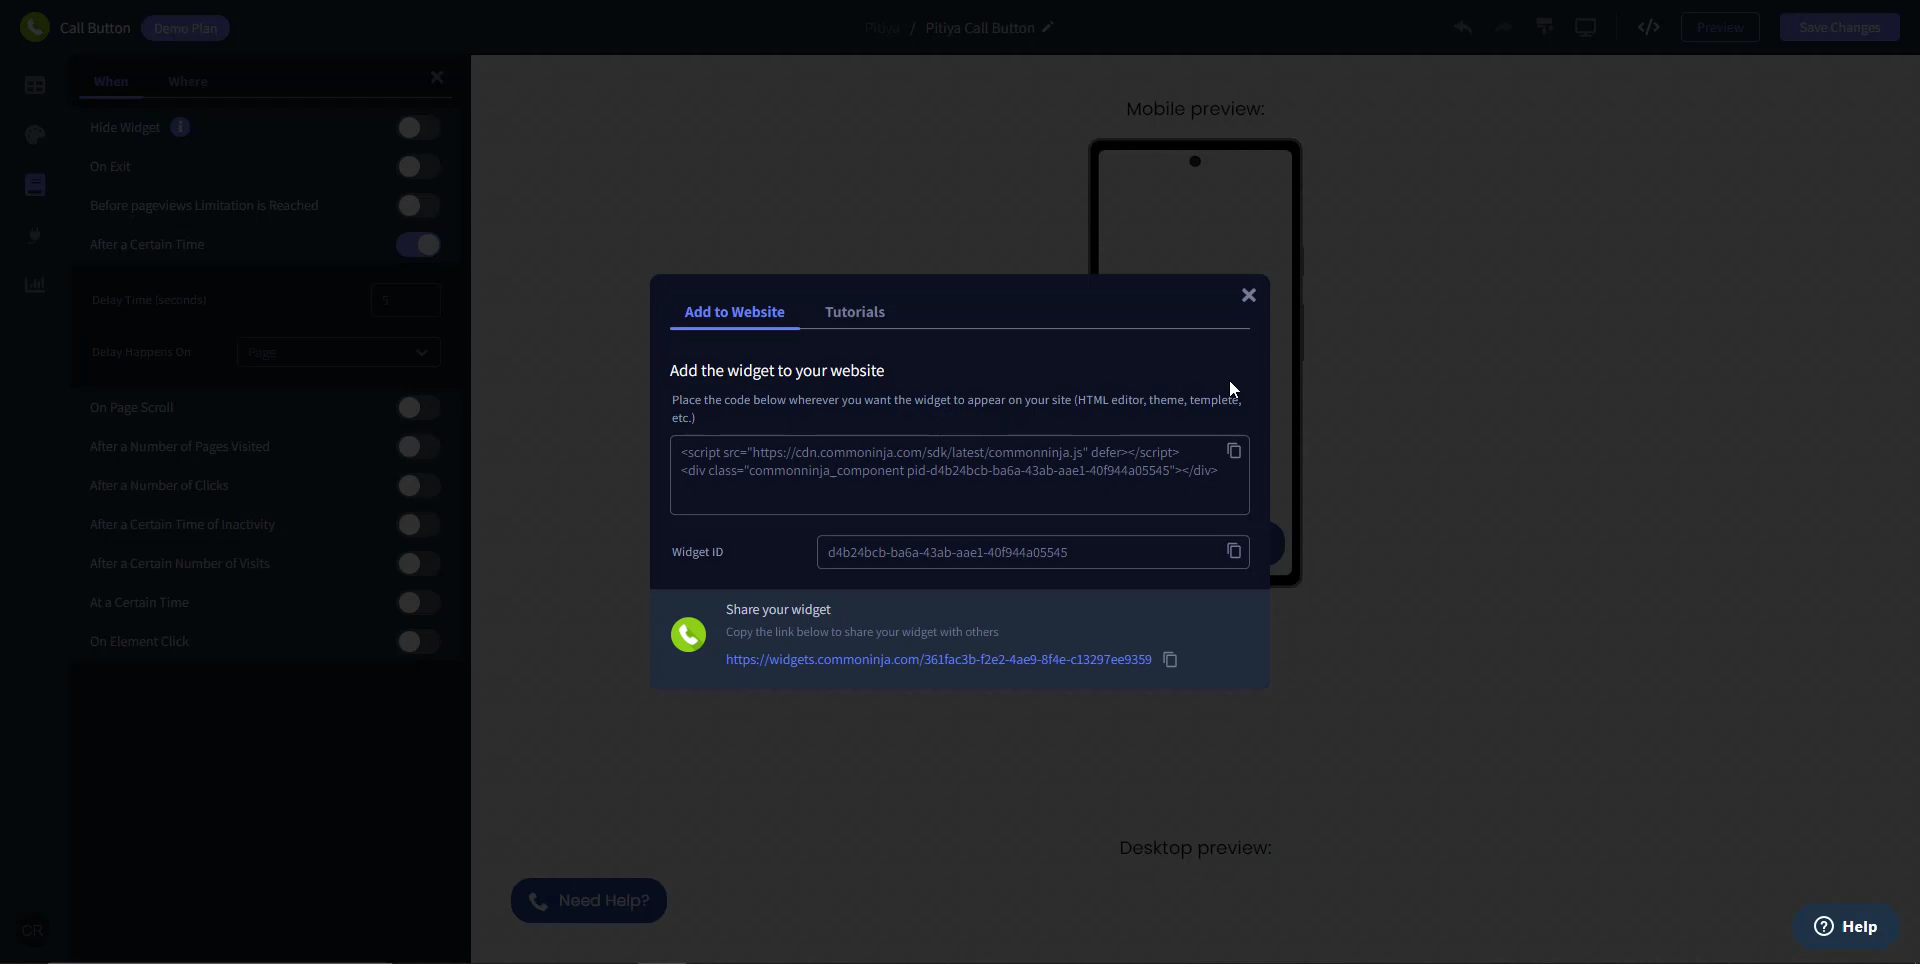 Call Button
Demo Plan
Pitiya / Pitiya Call Button
Preview
Save Changes
When
Where
Hide Widget
On Exit
Before pageviews Limitation is Reached
After a Certain Time
Delay Time (seconds)
5
Delay Happens On
Page
On Page Scroll
After a Number of Pages Visited
After a Number of Clicks
After a Certain Time of Inactivity
After a Certain Number of Visits
At a Certain Time
On Element Click
CR
Mobile preview:
Add to Website
Tutorials
Add the widget to your website
Place the code below wherever you want the widget to appear on your site (HTML editor, theme, templete,
etc.)
<script src="https://cdn.commoninja.com/sdk/latest/commonninja.js" defer></script>
<div class="commonninja_component pid-d4b24bcb-ba6a-43ab-aae1-40f944a05545"></div>
Widget ID
d4b24bcb-ba6a-43ab-aae1-40f944a05545
Share your widget
Copy the link below to share your widget with others
https://widgets.commoninja.com/361fac3b-f2e2-4ae9-8f4e-c13297ee9359
Desktop preview:
Need Help?
Help